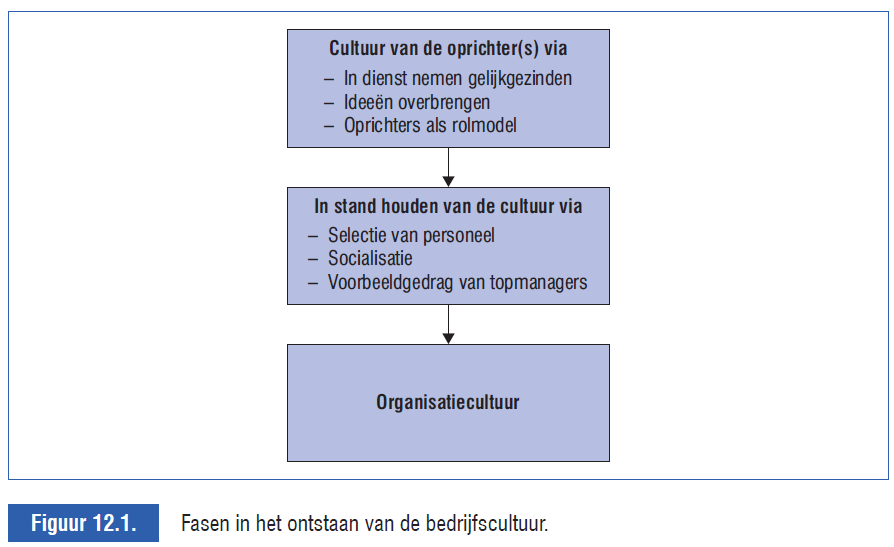 Cultuur van de oprichter(s) via
– In dienst nemen gelijkgezinden
– Ideeën overbrengen
– Oprichters als rolmodel
In stand houden van de cultuur via
– Selectie van personeel
– Socialisatie
– Voorbeeldgedrag van topmanagers
Organisatiecultuur
Figuur 12.1. Fasen in het ontstaan van de bedrijfscultuur.